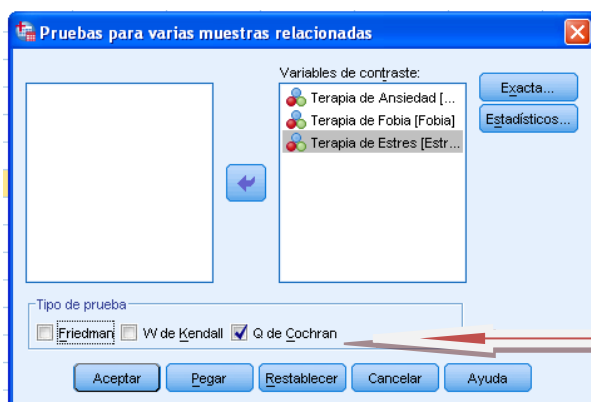 Pruebas para varias muestras relacionadas
Variables de contraste:
Terapia de Ansiedad [...
Terapia de Fobia [Fobia]
Terapia de Estres [Estr...
Exacta...
Estadísticos...
Tipo de prueba
Friedman W de Kendall Q de Cochran
Aceptar Pegar Restablecer Cancelar Ayuda